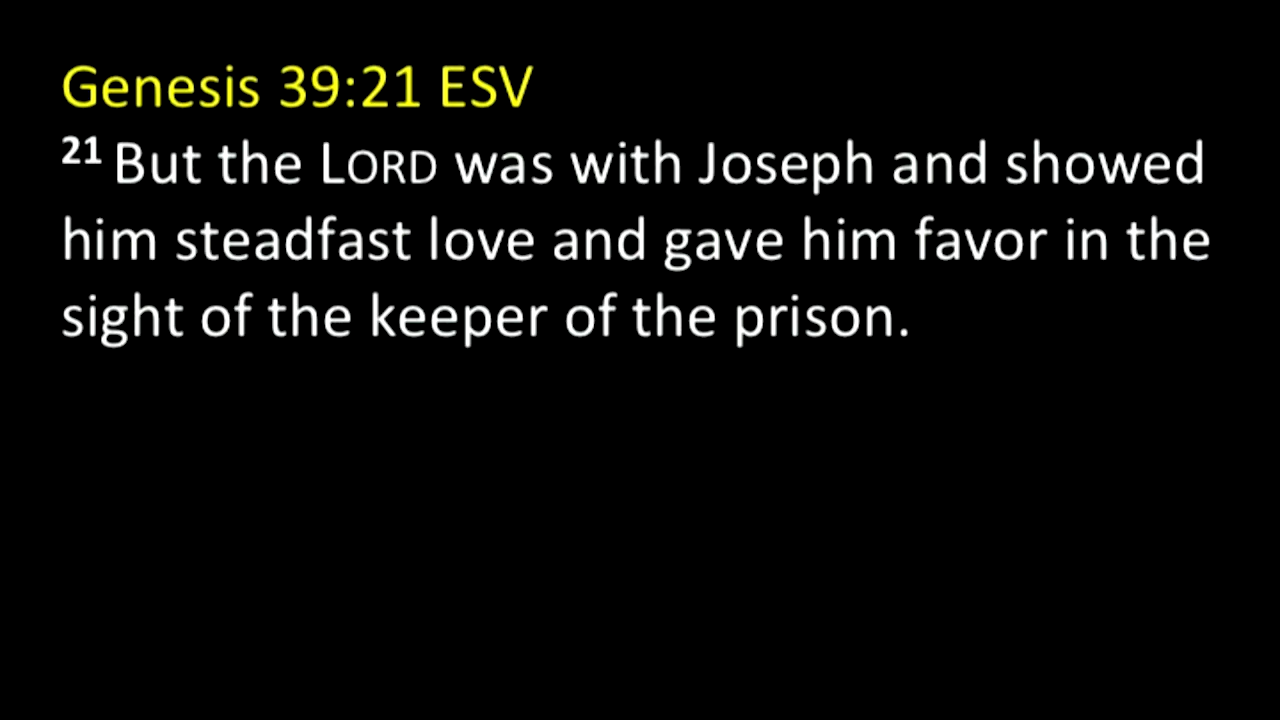 Genesis 39:21 ESV
21 But the LORD was with Joseph and showed
him steadfast love and gave him favor in the
sight of the keeper of the prison.